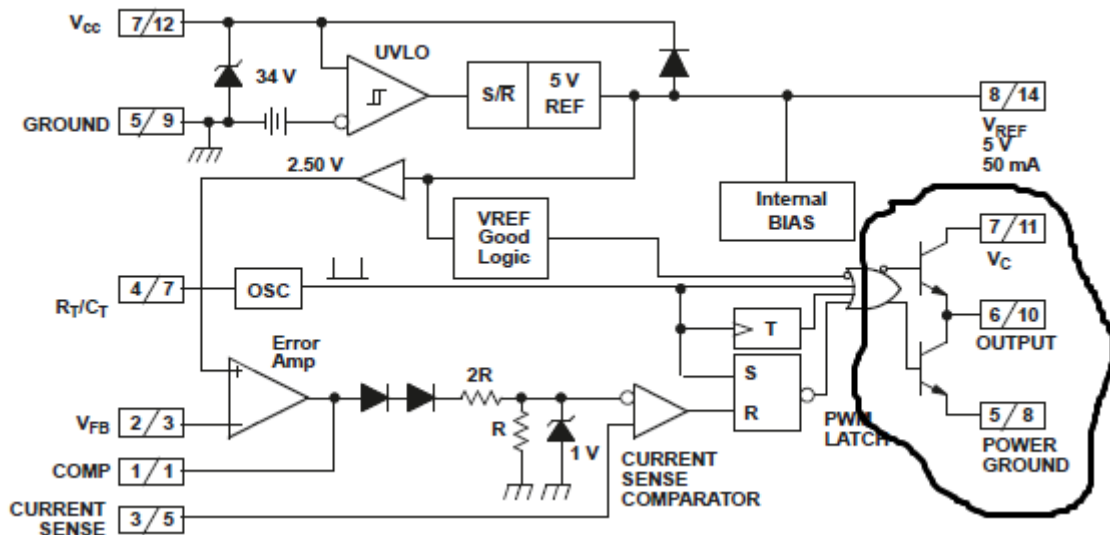 VCC 7/12
UVLO
34 V
S/R̅ 5 V REF
GROUND 5/9
8/14
VREF
5 V
50 mA
2.50 V
Internal
BIAS
VREF
Good
Logic
7/11
VC
RT/CT 4/7
OSC
6/10
OUTPUT
T
Error
Amp
2R
S
R
PWM
LATCH
VFB 2/3
R
1 V
5/8
POWER
GROUND
COMP 1/1
CURRENT
SENSE
COMPARATOR
CURRENT
SENSE 3/5